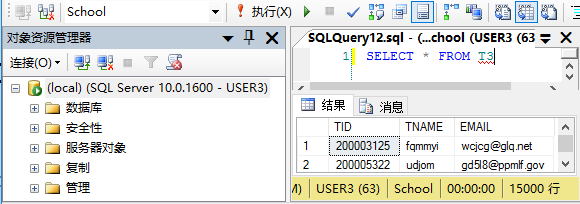 School
执行(X)
对象资源管理器
连接(O)
(local) (SQL Server 10.0.1600 - USER3)
数据库
安全性
服务器对象
复制
管理
SQLQuery12.sql - (...chool (USER3 (63)
1 SELECT * FROM T3
结果 消息
TID TNAME EMAIL
1 200003125 fqmmyi wcjcg@glq.net
2 200005322 udjom gd5l8@ppmlf.gov
M) USER3 (63) School 00:00:00 15000 行